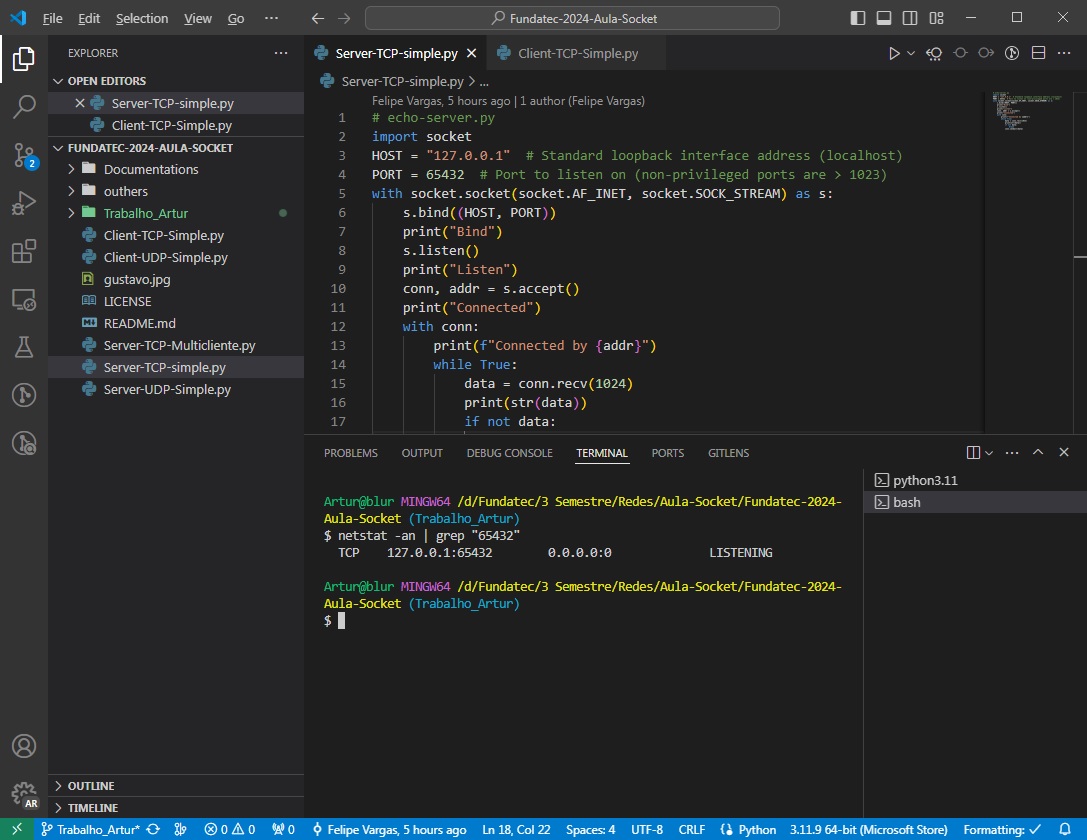 File Edit Selection View Go ··· Fundatec-2024-Aula-Socket
EXPLORER ···
OPEN EDITORS
Server-TCP-simple.py
Client-TCP-Simple.py
FUNDATEC-2024-AULA-SOCKET
Documentations
outhers
Trabalho_Artur
Client-TCP-Simple.py
Client-UDP-Simple.py
gustavo.jpg
LICENSE
README.md
Server-TCP-Multicliente.py
Server-TCP-simple.py
Server-UDP-Simple.py
OUTLINE
TIMELINE
2
AR
Server-TCP-simple.py Client-TCP-Simple.py
Server-TCP-simple.py > ...
Felipe Vargas, 5 hours ago | 1 author (Felipe Vargas)
1 # echo-server.py
2 import socket
3 HOST = "127.0.0.1"  # Standard loopback interface address (localhost)
4 PORT = 65432  # Port to listen on (non-privileged ports are > 1023)
5 with socket.socket(socket.AF_INET, socket.SOCK_STREAM) as s:
6     s.bind((HOST, PORT))
7     print("Bind")
8     s.listen()
9     print("Listen")
10     conn, addr = s.accept()
11     print("Connected")
12     with conn:
13         print(f"Connected by {addr}")
14         while True:
15             data = conn.recv(1024)
16             print(str(data))
17             if not data:
PROBLEMS OUTPUT DEBUG CONSOLE TERMINAL PORTS GITLENS
Artur@blur MINGW64 /d/Fundatec/3 Semestre/Redes/Aula-Socket/Fundatec-2024-
Aula-Socket (Trabalho_Artur)
$ netstat -an | grep "65432"
  TCP    127.0.0.1:65432        0.0.0.0:0              LISTENING
Artur@blur MINGW64 /d/Fundatec/3 Semestre/Redes/Aula-Socket/Fundatec-2024-
Aula-Socket (Trabalho_Artur)
$
python3.11
bash
Trabalho_Artur* 0 0 0 Felipe Vargas, 5 hours ago Ln 18, Col 22 Spaces: 4 UTF-8 CRLF Python 3.11.9 64-bit (Microsoft Store) Formatting: ✓